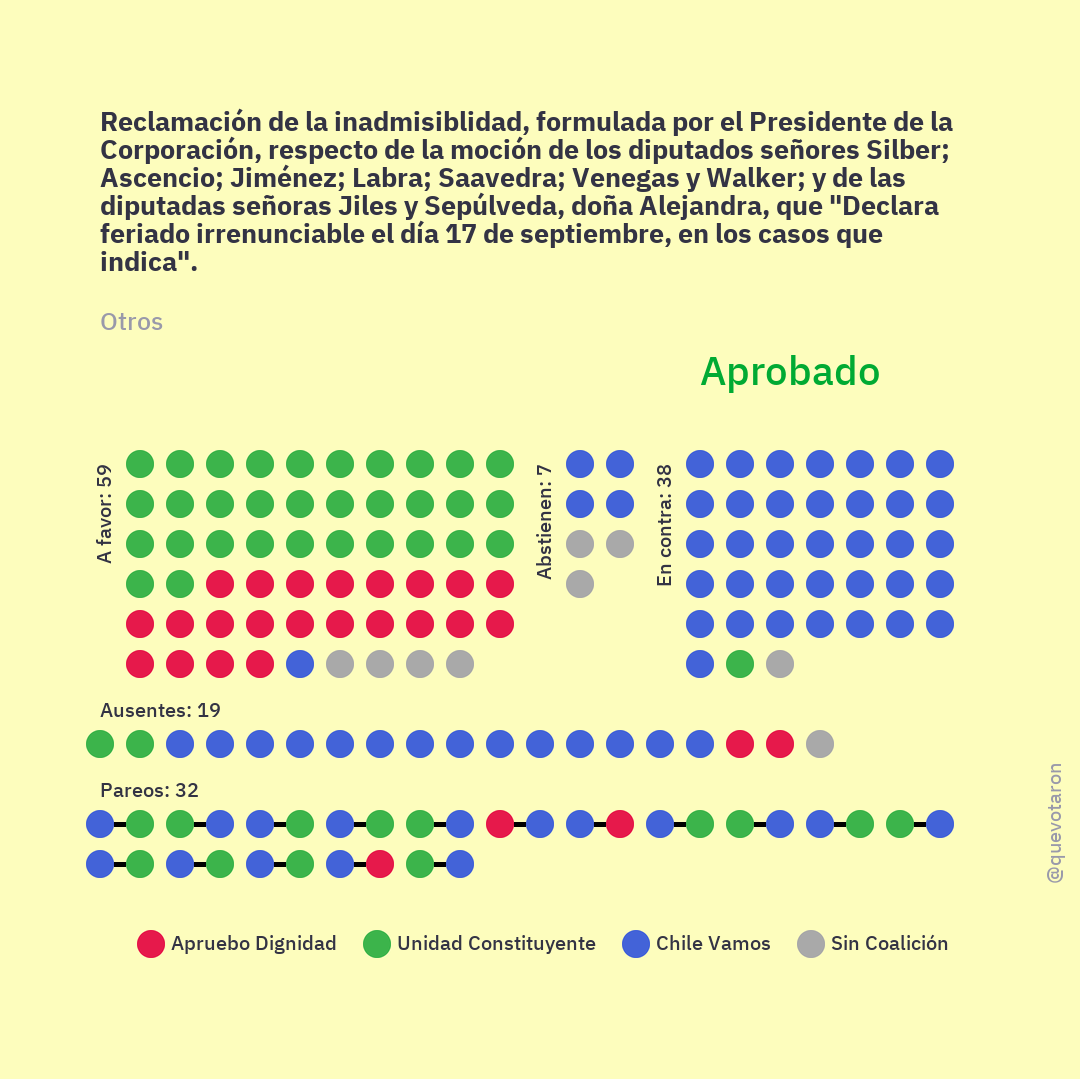 Reclamación de la inadmisiblidad, formulada por el Presidente de la
Corporación, respecto de la moción de los diputados señores Silber;
Ascencio; Jiménez; Labra; Saavedra; Venegas y Walker; y de las
diputadas señoras Jiles y Sepúlveda, doña Alejandra, que "Declara
feriado irrenunciable el día 17 de septiembre, en los casos que
indica".
Otros
Aprobado
A favor: 59
Abstienen: 7
En contra: 38
Ausentes: 19
Pareos: 32
@quevotaron
Apruebo Dignidad
Unidad Constituyente
Chile Vamos
Sin Coalición